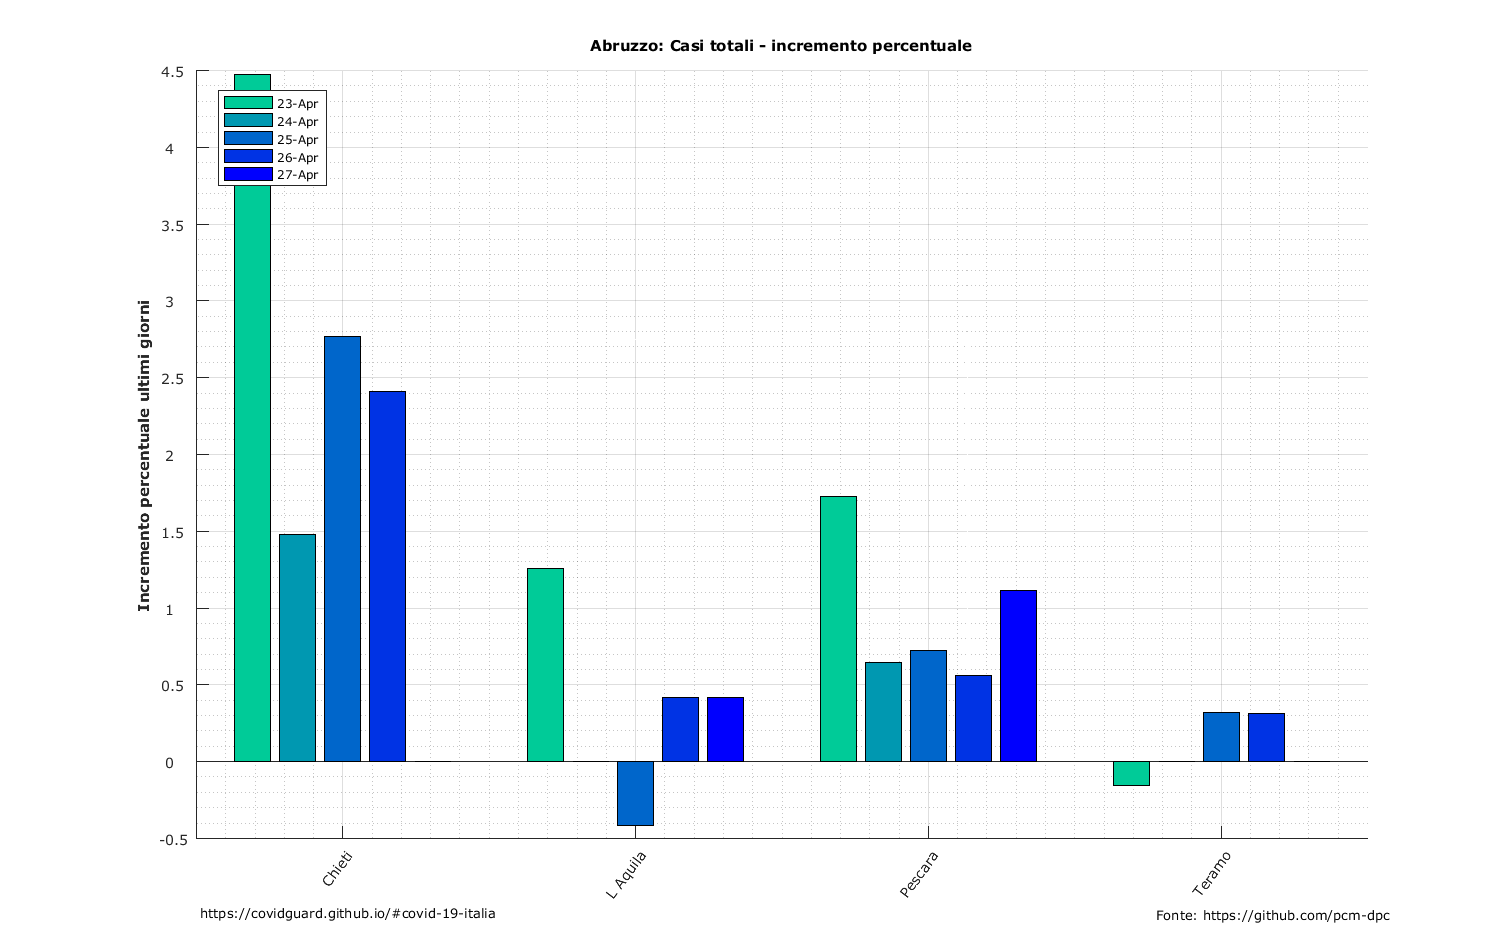 Abruzzo: Casi totali - incremento percentuale
4.5
4
3.5
3
2.5
2
1.5
1
0.5
0
-0.5
Incremento percentuale ultimi giorni
23-Apr
24-Apr
25-Apr
26-Apr
27-Apr
Chieti
L Aquila
Pescara
Teramo
https://covidguard.github.io/#covid-19-italia
Fonte: https://github.com/pcm-dpc